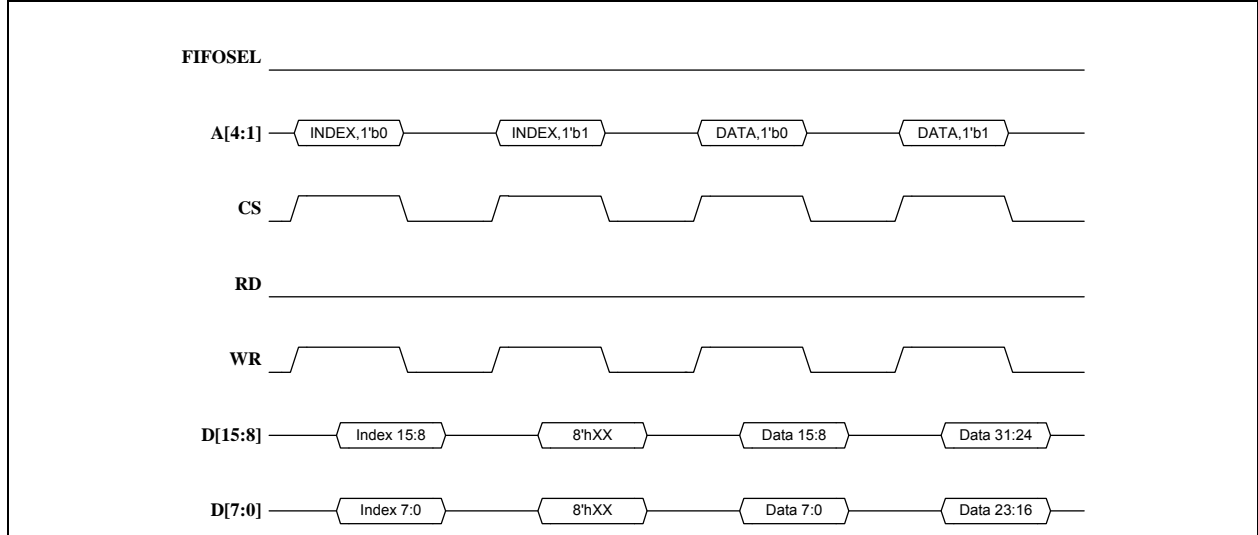 FIFOSEL
A[4:1] INDEX,1'b0 INDEX,1'b1 DATA,1'b0 DATA,1'b1
CS
RD
WR
D[15:8] Index 15:8 8'hXX Data 15:8 Data 31:24
D[7:0] Index 7:0 8'hXX Data 7:0 Data 23:16